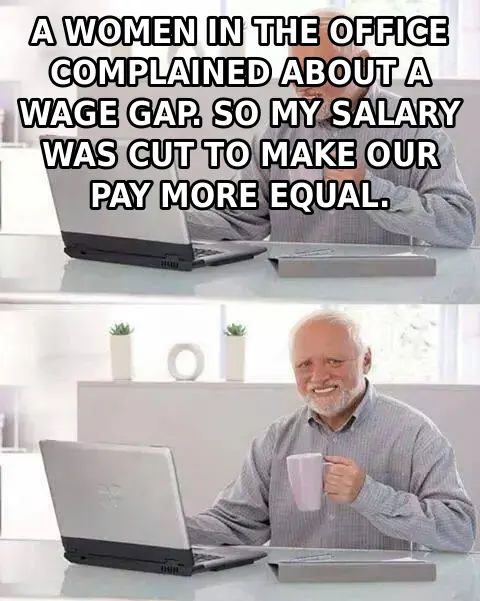 A WOMEN IN THE OFFICE
COMPLAINED ABOUT A
WAGE GAP. SO MY SALARY
WAS CUT TO MAKE OUR
PAY MORE EQUAL.